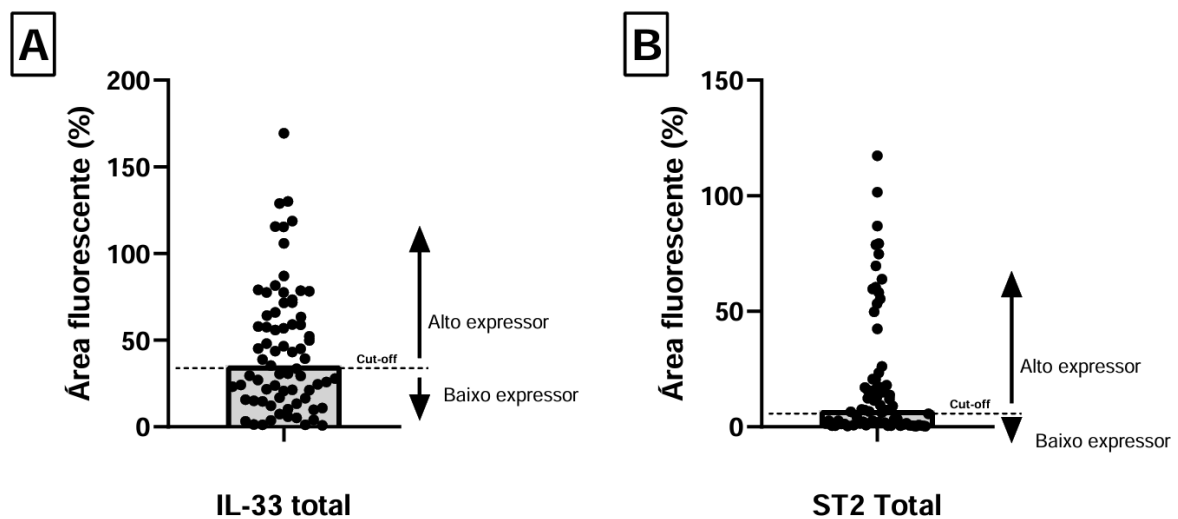 A
Área fluorescente (%)
200
150
100
50
0
Cut-off
Alto expressor
Baixo expressor
IL-33 total
B
Área fluorescente (%)
150
100
50
0
Cut-off
Alto expressor
Baixo expressor
ST2 Total